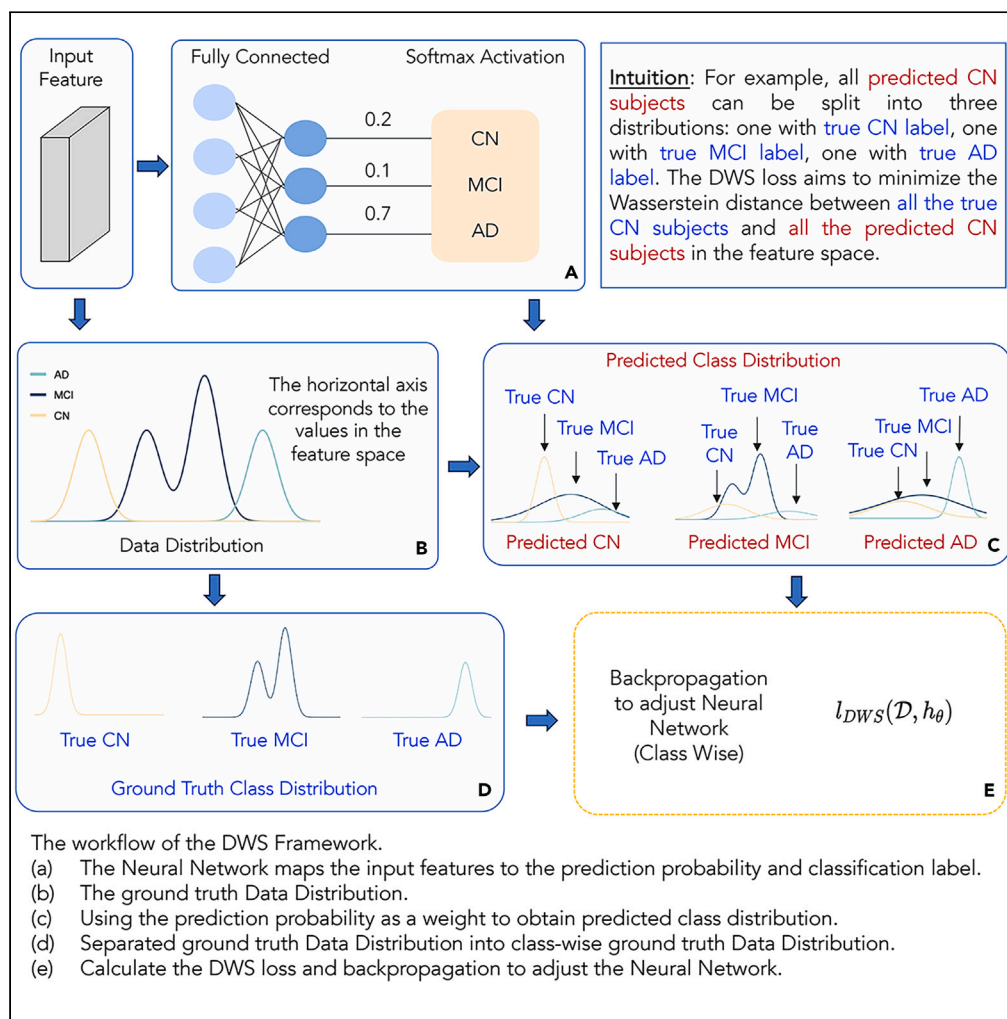 Input
Feature
Fully Connected
Softmax Activation
0.2
0.1
0.7
CN
MCI
AD
A
Intuition: For example, all predicted CN
subjects can be split into three
distributions: one with true CN label, one
with true MCI label, one with true AD
label. The DWS loss aims to minimize the
Wasserstein distance between
all the true
CN subjects and all the predicted CN
subjects in the feature space.
AD
MCI
CN
The horizontal axis
corresponds to the
values in the
feature space
Data Distribution
B
Predicted Class Distribution
True CN
True MCI
True AD
Predicted CN
True MCI
True
CN
True
AD
Predicted MCI
True AD
True MCI
True CN
Predicted AD
C
True CN
True MCI
True AD
Ground Truth Class Distribution
D
Backpropagation
to adjust Neural
Network
(Class Wise)
l_{DWS}(𝒟, h_θ)
E
The workflow of the DWS Framework.
(a) The Neural Network maps the input features to the prediction probability and classification label.
(b) The ground truth Data Distribution.
(c) Using the prediction probability as a weight to obtain predicted class distribution.
(d) Separated ground truth Data Distribution into class-wise ground truth Data Distribution.
(e) Calculate the DWS loss and backpropagation to adjust the Neural Network.